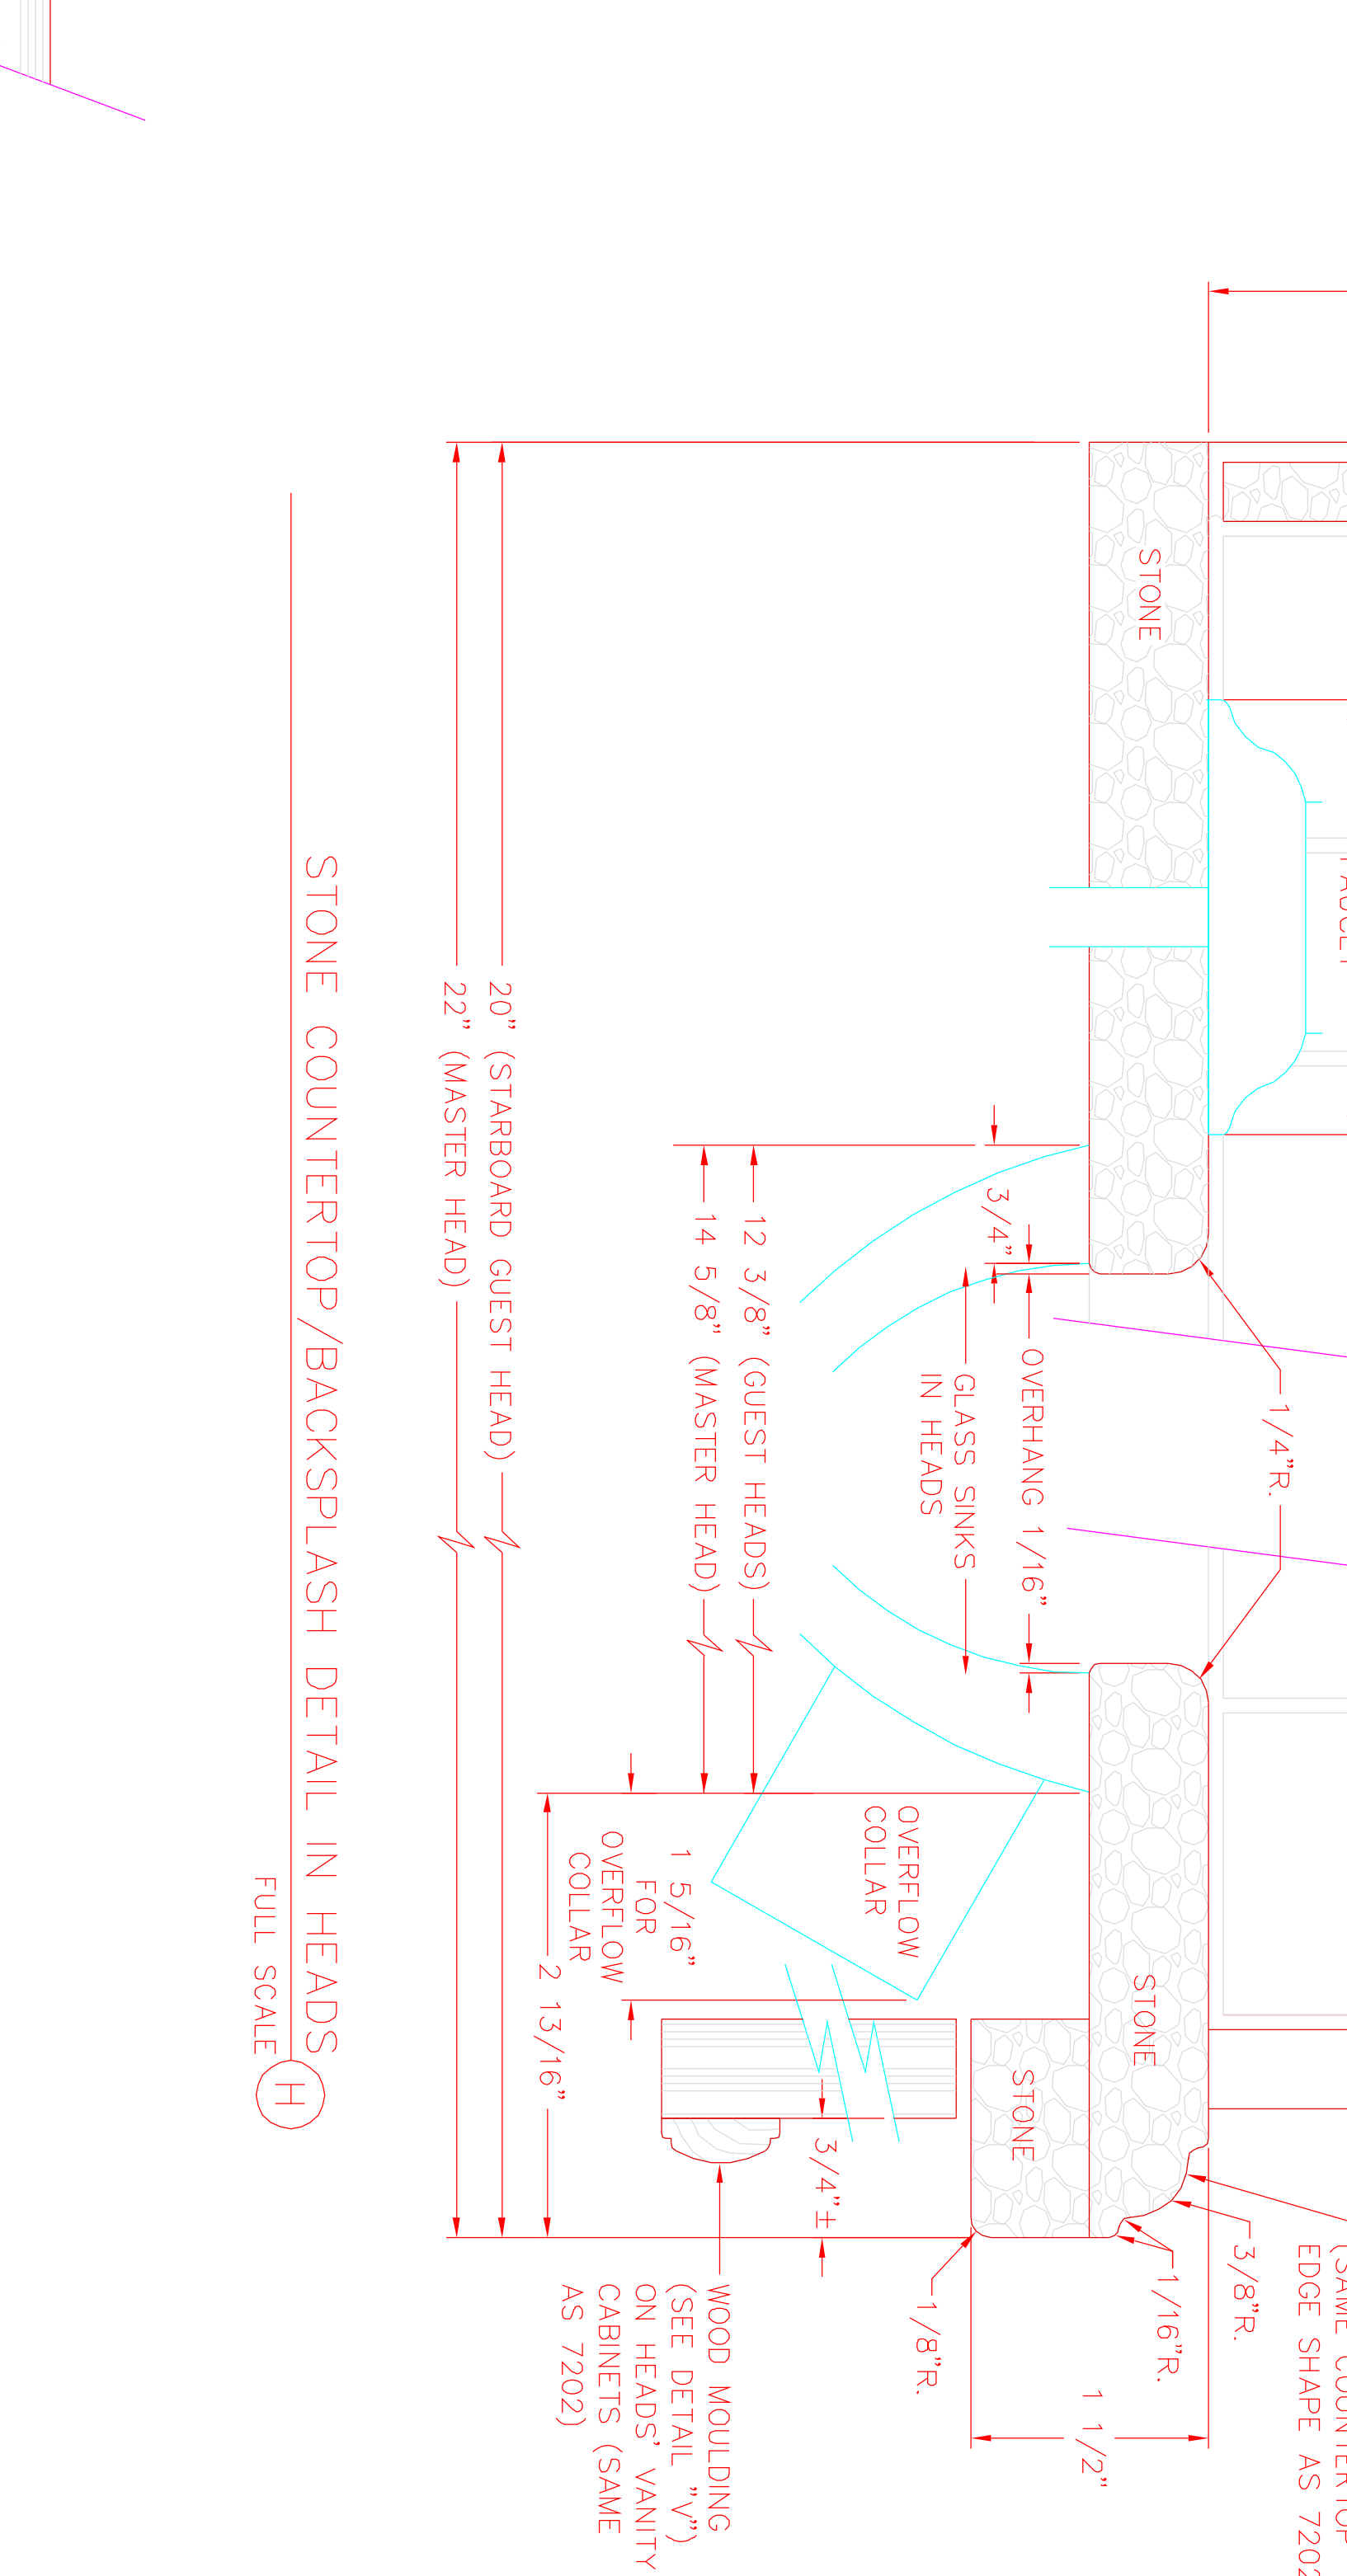 STONE
1/4"R.
OVERHANG 1/16"
3/4"
GLASS SINKS
IN HEADS
12 3/8" (GUEST HEADS)
14 5/8" (MASTER HEAD)
20" (STARBOARD GUEST HEAD)
22" (MASTER HEAD)
OVERFLOW
COLLAR
1 5/16"
FOR
OVERFLOW
COLLAR
2 13/16"
STONE
STONE
3/4"±
(SAME COUNTERTOP
EDGE SHAPE AS 7202
3/8"R.
1/16"R.
1/8"R.
1 1/2"
WOOD MOULDING
(SEE DETAIL "V")
ON HEADS' VANITY
CABINETS (SAME
AS 7202)
STONE COUNTERTOP/BACKSPLASH DETAIL IN HEADS
FULL SCALE
H